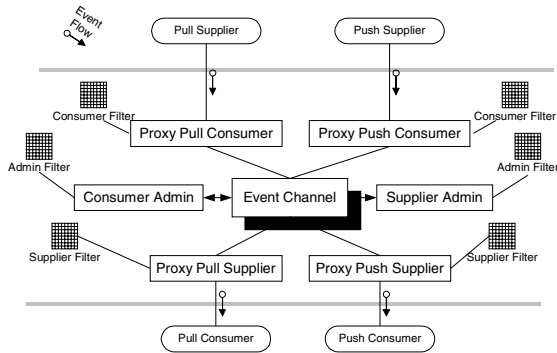 Event
Flow
Pull Supplier
Push Supplier
Consumer Filter
Consumer Filter
Proxy Pull Consumer
Proxy Push Consumer
Admin Filter
Admin Filter
Consumer Admin
Event Channel
Supplier Admin
Supplier Filter
Supplier Filter
Proxy Pull Supplier
Proxy Push Supplier
Pull Consumer
Push Consumer